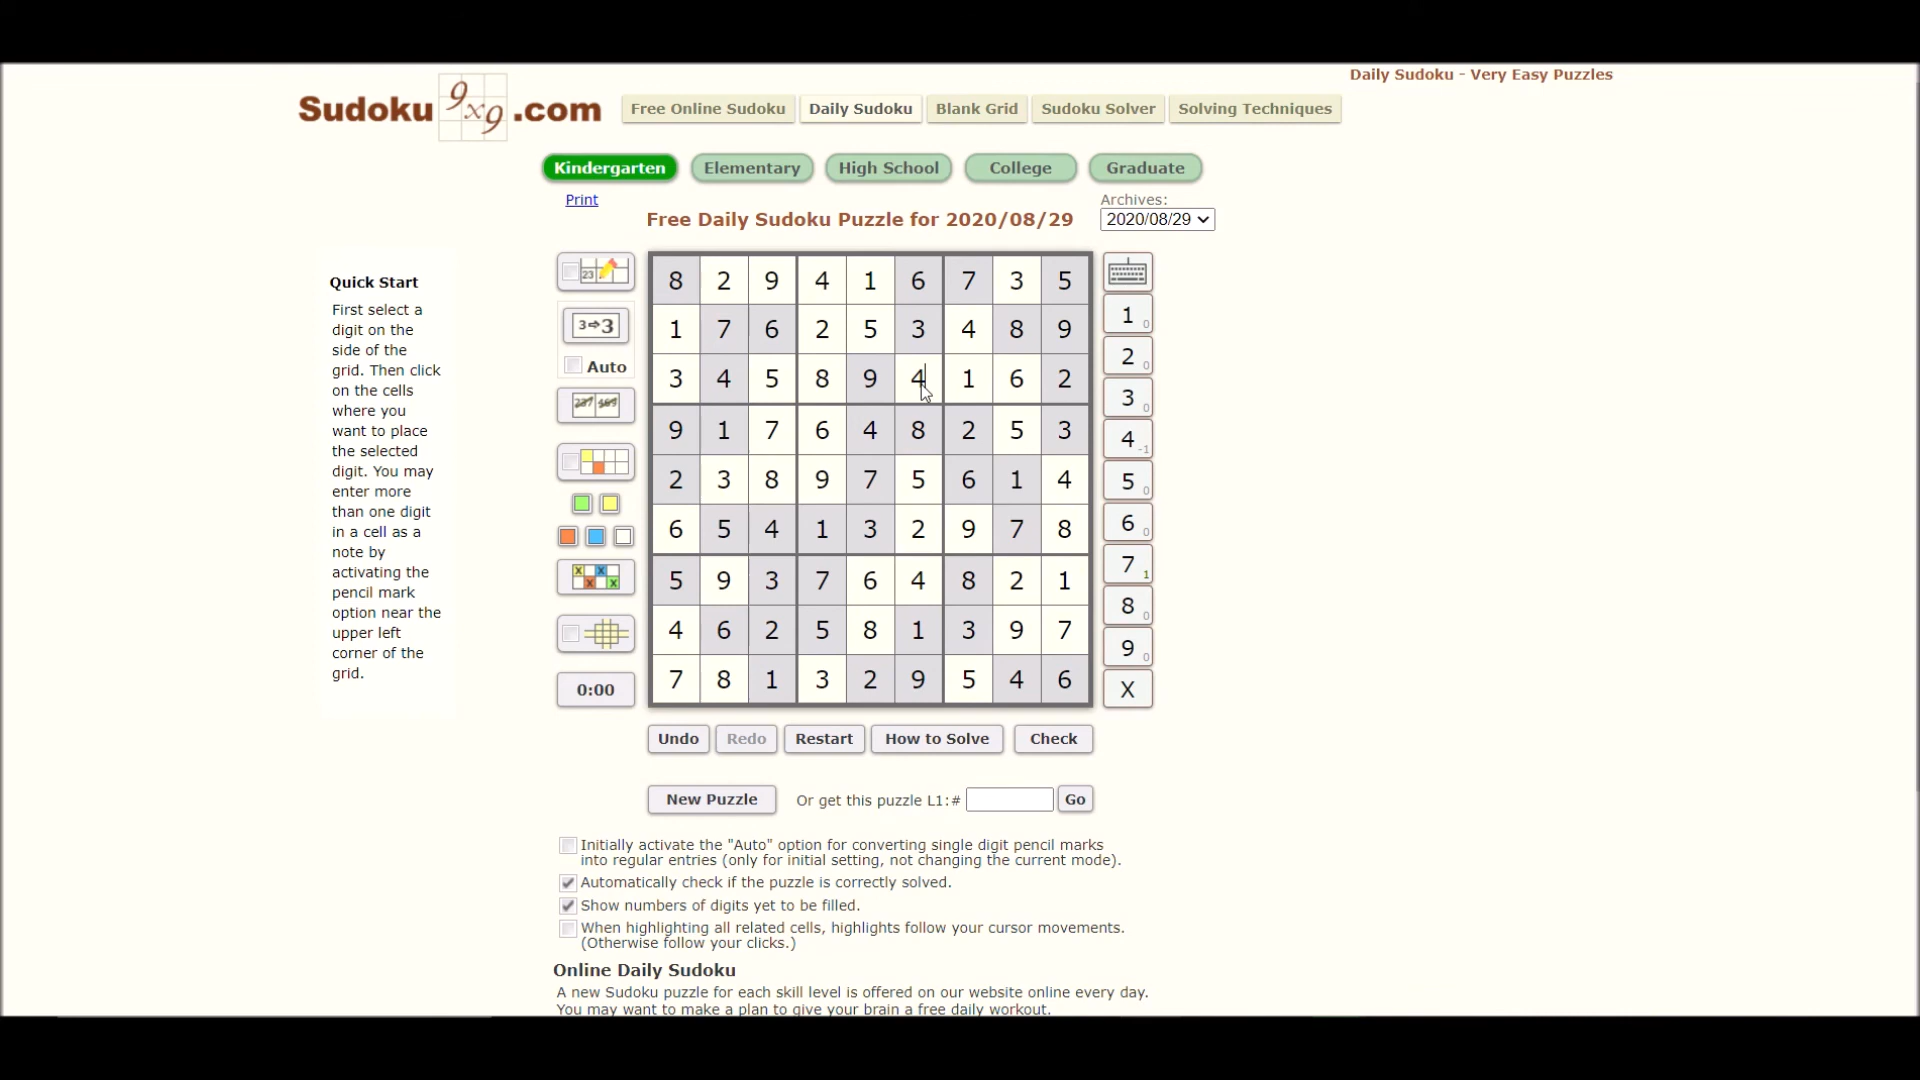 Daily Sudoku - Very Easy Puzzles
Sudoku 9x9 .com
Free Online Sudoku
Daily Sudoku
Blank Grid
Sudoku Solver
Solving Techniques
Kindergarten
Elementary
High School
College
Graduate
Print
Archives:
Free Daily Sudoku Puzzle for 2020/08/29
2020/08/29
Quick Start
First select a
digit on the
side of the
grid. Then click
on the cells
where you
want to place
the selected
digit. You may
enter more
than one digit
in a cell as a
note by
activating the
pencil mark
option near the
upper left
corner of the
grid.
23
3⇨3
Auto
237 469
X X
X X
0:00
8 2 9 4 1 6 7 3 5
1 7 6 2 5 3 4 8 9
3 4 5 8 9 4 1 6 2
9 1 7 6 4 8 2 5 3
2 3 8 9 7 5 6 1 4
6 5 4 1 3 2 9 7 8
5 9 3 7 6 4 8 2 1
4 6 2 5 8 1 3 9 7
7 8 1 3 2 9 5 4 6
1 0
2 0
3 0
4 -1
5 0
6 0
7 1
8 0
9 0
X
Undo
Redo
Restart
How to Solve
Check
New Puzzle
Or get this puzzle L1:#
Go
Initially activate the "Auto" option for converting single digit pencil marks
into regular entries (only for initial setting, not changing the current mode).
Automatically check if the puzzle is correctly solved.
Show numbers of digits yet to be filled.
When highlighting all related cells, highlights follow your cursor movements.
(Otherwise follow your clicks.)
Online Daily Sudoku
A new Sudoku puzzle for each skill level is offered on our website online every day.
You may want to make a plan to give your brain a free daily workout.